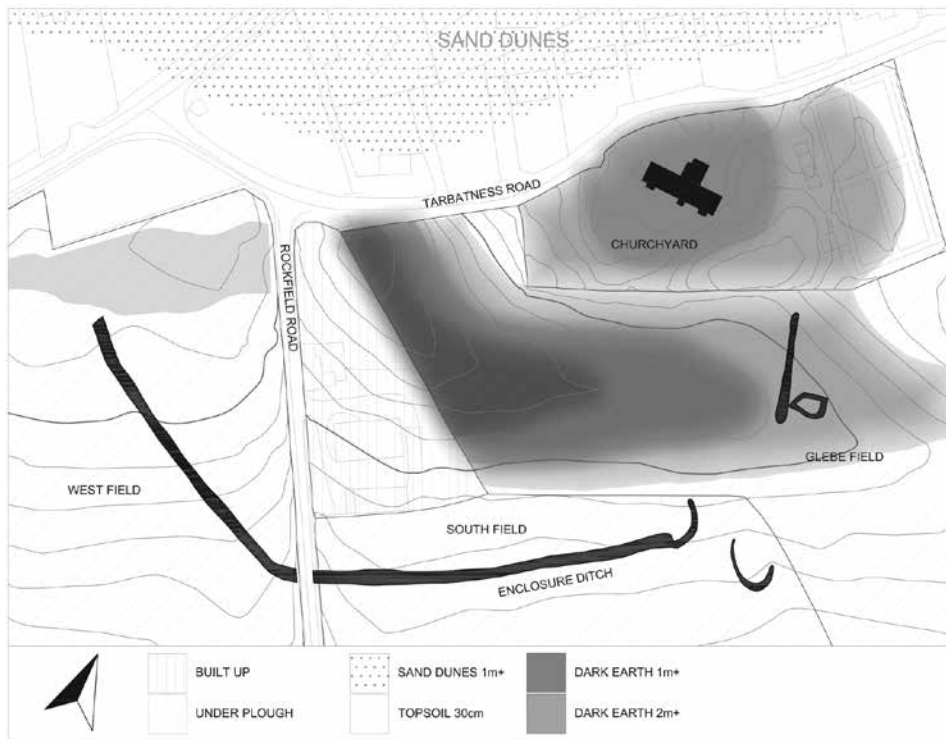 SAND DUNES
TARBATNESS ROAD
CHURCHYARD
ROCKFIELD ROAD
WEST FIELD
GLEBE FIELD
SOUTH FIELD
ENCLOSURE DITCH
BUILT UP
SAND DUNES 1m+
DARK EARTH 1m+
UNDER PLOUGH
TOPSOIL 30cm
DARK EARTH 2m+